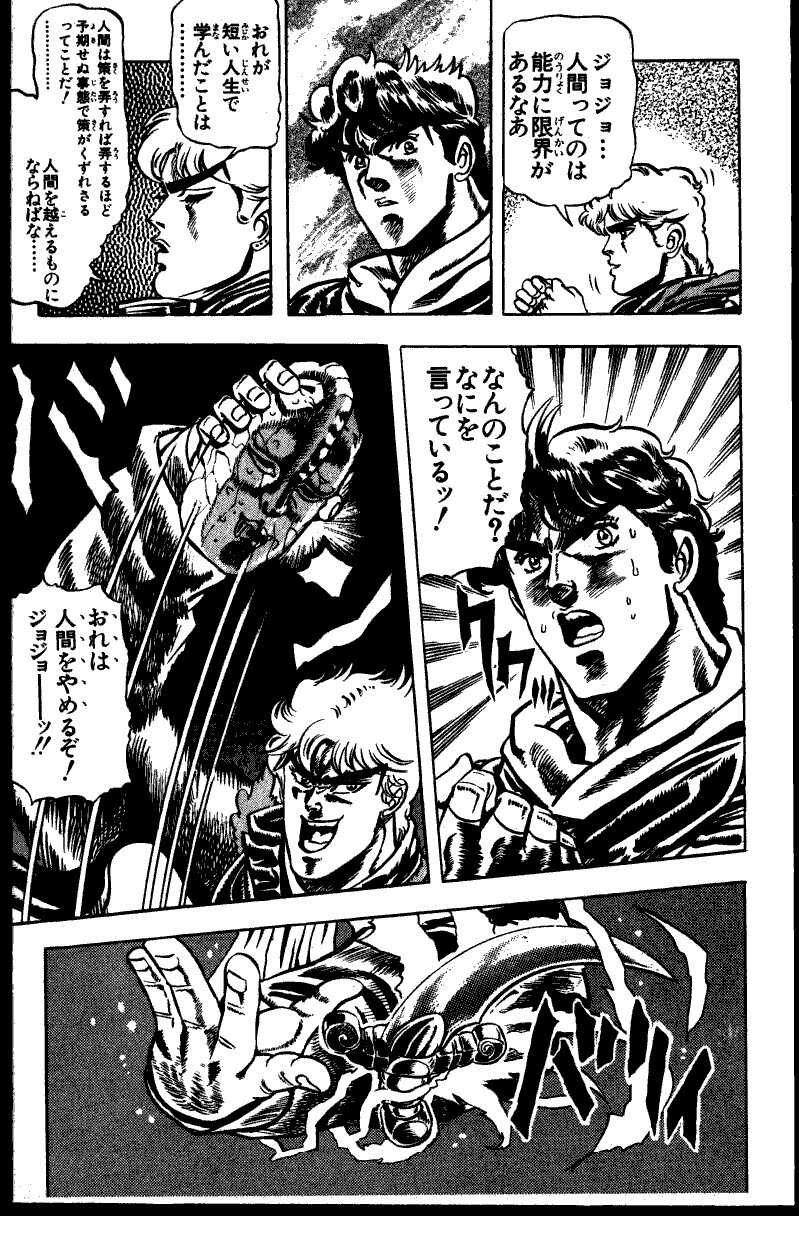 ジョジョ…
人間ってのは
能力に限界が
あるなあ
おれが
短い人生で
学んだことは
…………
人間は策を弄すれば弄するほど
予期せぬ事態で策がくずれさる
ってことだ！
…………
人間を越えるものに
ならねばな……
なんのことだ？
なにを
言っているッ！
おれは
人間をやめるぞ！
ジョジョ――ッ!!
バリバリッ